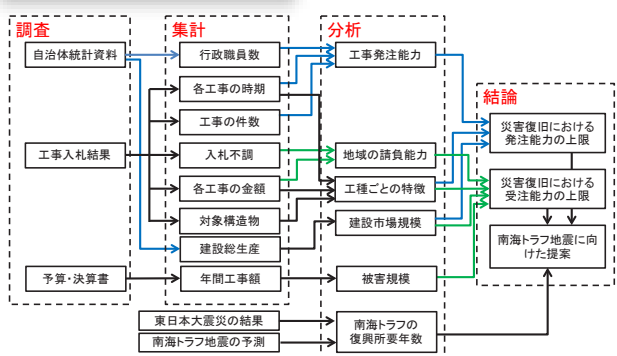 調査
自治体統計資料
工事入札結果
予算・決算書
集計
行政職員数
各工事の時期
工事の件数
入札不調
各工事の金額
対象構造物
建設総生産
年間工事額
東日本大震災の結果
南海トラフ地震の予測
分析
工事発注能力
地域の請負能力
工種ごとの特徴
建設市場規模
被害規模
南海トラフの
復興所要年数
結論
災害復旧における
発注能力の上限
災害復旧における
受注能力の上限
南海トラフ地震に向
けた提案